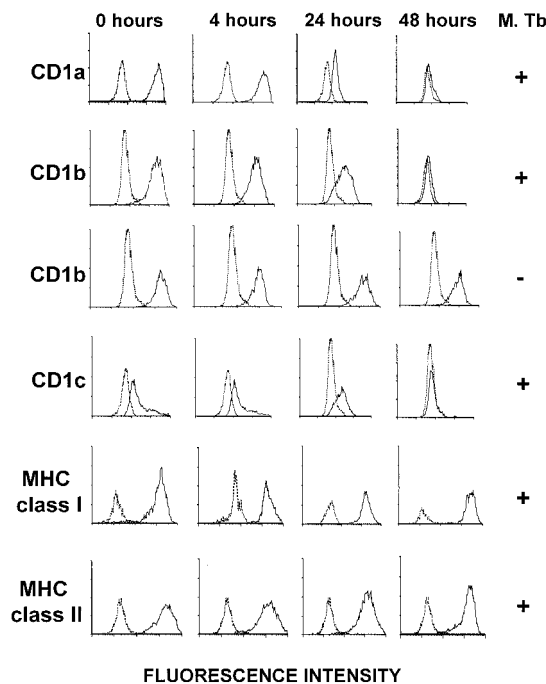 0 hours 4 hours 24 hours 48 hours M. Tb
CD1a +
CD1b +
CD1b -
CD1c +
MHC
class I +
MHC
class II +
FLUORESCENCE INTENSITY